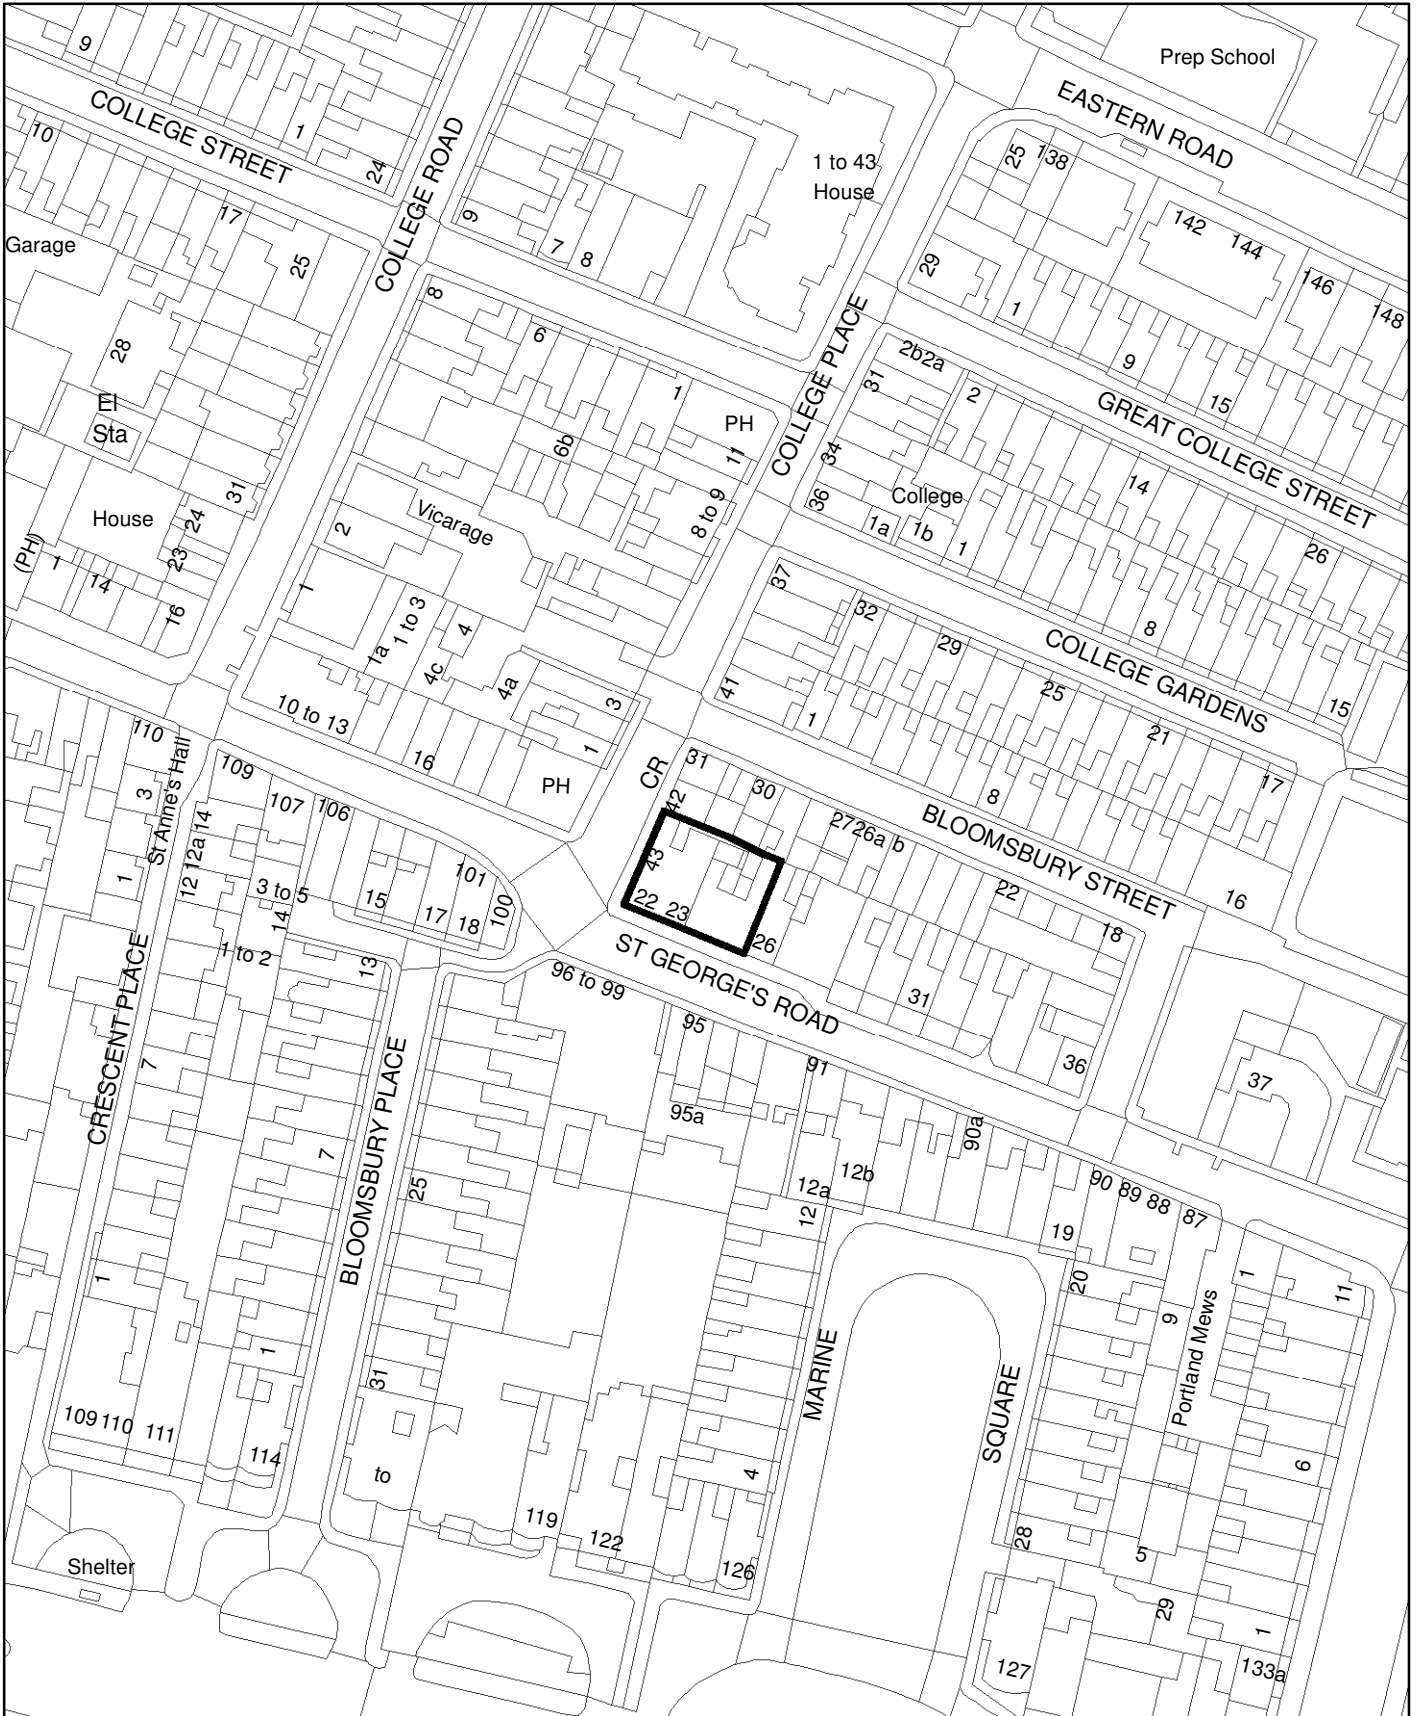 9
Prep School
COLLEGE STREET
EASTERN ROAD
10
1
24
COLLEGE ROAD
1 to 43
House
25
138
17
9
142
144
Garage
25
7
8
29
146
148
8
1
28
6
COLLEGE PLACE
2b2a
9
31
1
2
15
El
Sta
PH
GREAT COLLEGE STREET
6b
11
34
31
14
House
24
Vicarage
8 to 9
36
College
2
1a
1b
1
26
(PH)
1
23
14
16
1
1 to 3
37
32
4
8
1a
29
COLLEGE GARDENS
4c
4a
41
25
3
10 to 13
1
15
110
21
St Anne's Hall
16
1
31
109
CR
PH
30
17
3
107
106
42
8
14
2726a b
BLOOMSBURY STREET
12a
43
101
1
12
3 to 5
15
22
16
100
14
17
18
22
23
18
1 to 2
26
13
ST GEORGE'S ROAD
96 to 99
31
95
CRESCENT PLACE
7
91
36
37
95a
90a
7
BLOOMSBURY PLACE
12b
25
12a
90
89
88
87
12
19
1
20
1
11
9
Portland Mews
1
31
MARINE
SQUARE
109
110
111
114
to
4
6
119
122
28
Shelter
126
5
29
1
127
133a